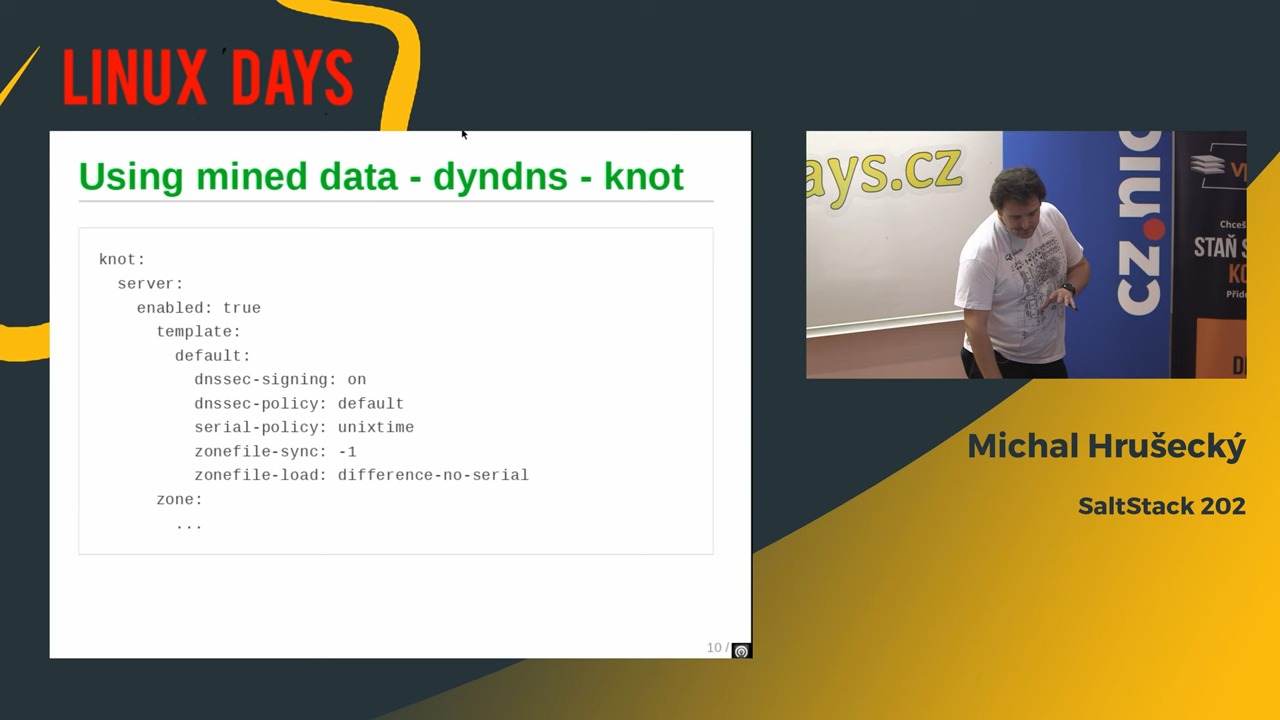 LINUX DAYS
Using mined data - dyndns - knot
knot:
server:
enabled: true
template:
default:
dnssec-signing: on
dnssec-policy: default
serial-policy: unixtime
zonefile-sync: -1
zonefile-load: difference-no-serial
zone:
...
10 /
ays.cz
cz.nic
Chceš
STAŇ S
KO
Přide
Michal Hrušecký
SaltStack 202